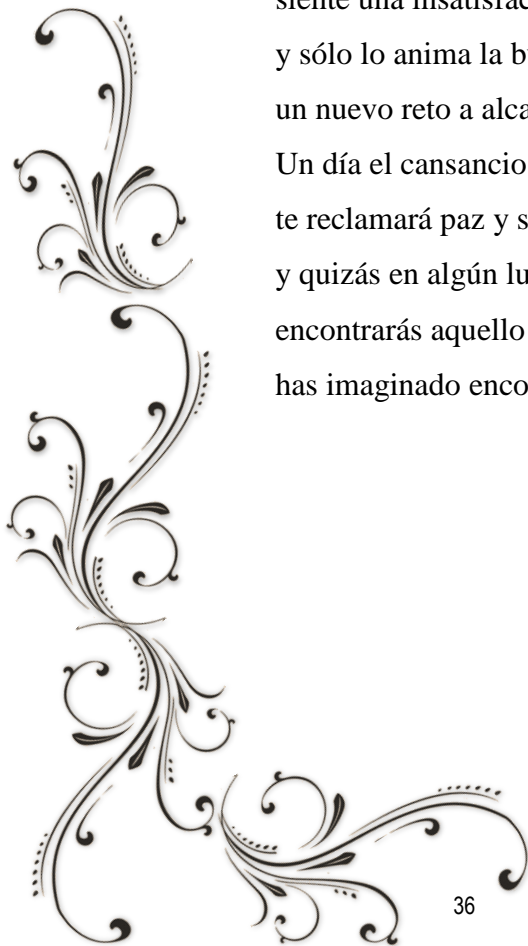 siente una
y sólo lo anima la
un nuevo reto a
Un día el cansancio
te reclamará paz y
y quizás en algún
encontrarás aquello
has imaginado
36